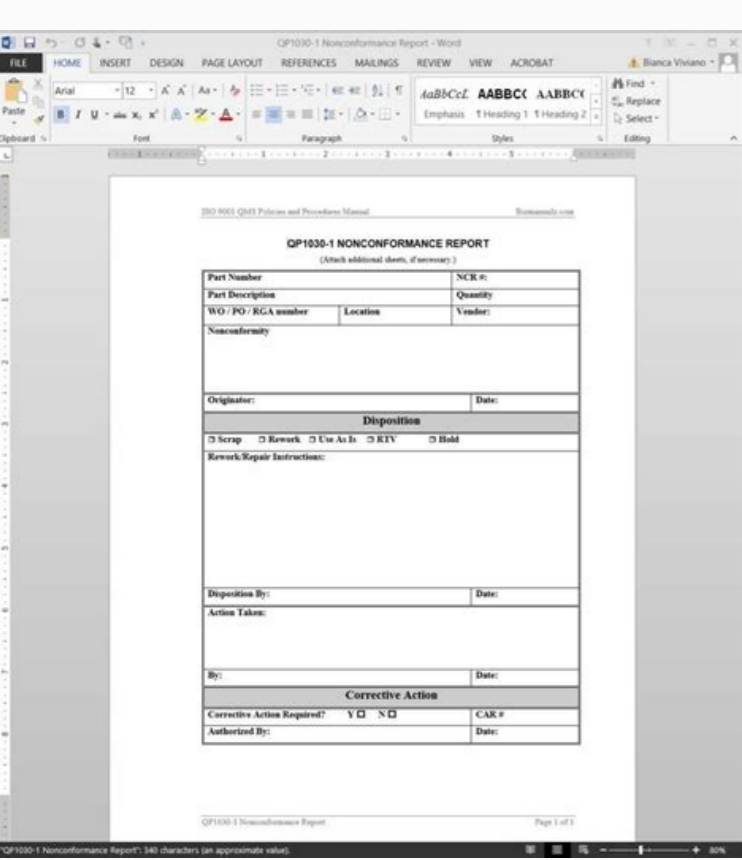 QP1030-1 Nonconformance Report - Word
FILE HOME INSERT DESIGN PAGE LAYOUT REFERENCES MAILINGS REVIEW VIEW ACROBAT Bianca Viviano
Arial 12 Find
AaBbCcL AABBC( AABBC( Replace
Paste Emphasis ¶ Heading 1 ¶ Heading 2 Select
Clipboard Font Paragraph Styles Editing
ISO 9001 QMS Policies and Procedures Manual Bizmanualz.com
QP1030-1 NONCONFORMANCE REPORT
(Attach additional sheets, if necessary.)
Part Number NCR #:
Part Description Quantity
WO / PO / RGA number Location Vendor:
Nonconformity
Originator: Date:
Disposition
☐ Scrap ☐ Rework ☐ Use As Is ☐ RTV ☐ Hold
Rework/Repair Instructions:
Disposition By: Date:
Action Taken:
By: Date:
Corrective Action
Corrective Action Required? Y ☐ N ☐ CAR #
Authorized By: Date:
QP1030-1 Nonconformance Report Page 1 of 1
"QP1030-1 Nonconformance Report": 340 characters (an approximate value). 80%